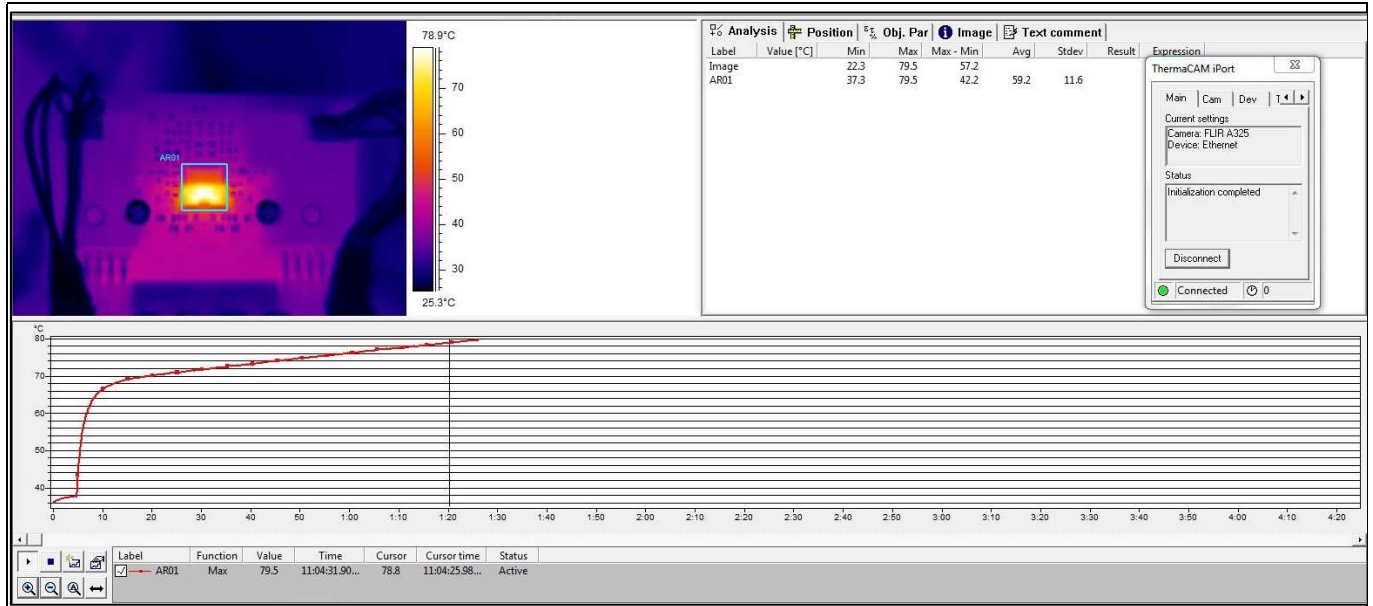 78.9°C
70
60
50
40
30
25.3°C
AR01
Analysis Position Obj. Par Image Text comment
Label Value [°C] Min Max Max - Min Avg Stdev Result Expression
Image 22.3 79.5 57.2
AR01 37.3 79.5 42.2 59.2 11.6
ThermaCAM iPort
Main Cam Dev
Current settings
Camera: FLIR A325
Device: Ethernet
Status
Initialization completed
Disconnect
Connected 0
°C
80
70
60
50
40
0 10 20 30 40 50 1:00 1:10 1:20 1:30 1:40 1:50 2:00 2:10 2:20 2:30 2:40 2:50 3:00 3:10 3:20 3:30 3:40 3:50 4:00 4:10 4:20
Label Function Value Time Cursor Cursor time Status
AR01 Max 79.5 11:04:31.90... 78.8 11:04:25.98... Active